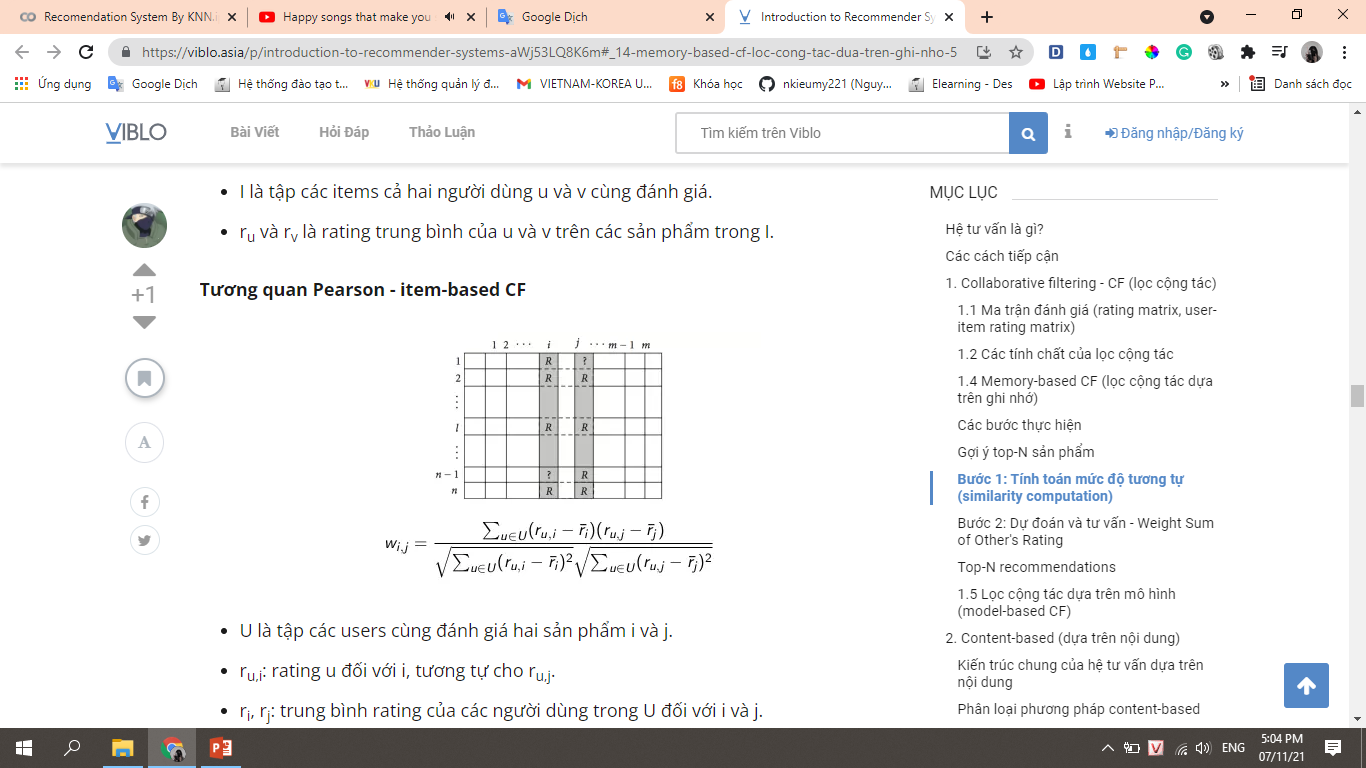 Recomendation System By KNN.i
Happy songs that make you
Google Dịch
Introduction to Recommender Sy
https://viblo.asia/p/introduction-to-recommender-systems-aWj53LQ8K6m#_14-memory-based-cf-loc-cong-tac-dua-tren-ghi-nho-5
Ứng dụng
Google Dịch
Hệ thống đào tạo t...
Hệ thống quản lý đ...
VIETNAM-KOREA U...
Khóa học
nkieumy221 (Nguy...
Elearning - Des
Lập trình Website P...
»
Danh sách đọc
VIBLO
Bài Viết
Hỏi Đáp
Thảo Luận
Tìm kiếm trên Viblo
Đăng nhập/Đăng ký
+1
A
• I là tập các items cả hai người dùng u và v cùng đánh giá.
• ru và rv là rating trung bình của u và v trên các sản phẩm trong I.
Tương quan Pearson - item-based CF
1 2 ··· i j ··· m − 1 m
1 R ?
2 R R
⋮
l R R
⋮
n − 1 ? R
n R R
wi,j = ∑u∈U(ru,i − r̄i)(ru,j − r̄j) / √∑u∈U(ru,i − r̄i)2 √∑u∈U(ru,j − r̄j)2
• U là tập các users cùng đánh giá hai sản phẩm i và j.
• ru,i: rating u đối với i, tương tự cho ru,j.
• ri, rj: trung bình rating của các người dùng trong U đối với i và j.
MỤC LỤC
Hệ tư vấn là gì?
Các cách tiếp cận
1. Collaborative filtering - CF (lọc cộng tác)
1.1 Ma trận đánh giá (rating matrix, user-
item rating matrix)
1.2 Các tính chất của lọc cộng tác
1.4 Memory-based CF (lọc cộng tác dựa
trên ghi nhớ)
Các bước thực hiện
Gợi ý top-N sản phẩm
Bước 1: Tính toán mức độ tương tự
(similarity computation)
Bước 2: Dự đoán và tư vấn - Weight Sum
of Other's Rating
Top-N recommendations
1.5 Lọc cộng tác dựa trên mô hình
(model-based CF)
2. Content-based (dựa trên nội dung)
Kiến trúc chung của hệ tư vấn dựa trên
nội dung
Phân loại phương pháp content-based
ENG
5:04 PM
07/11/21